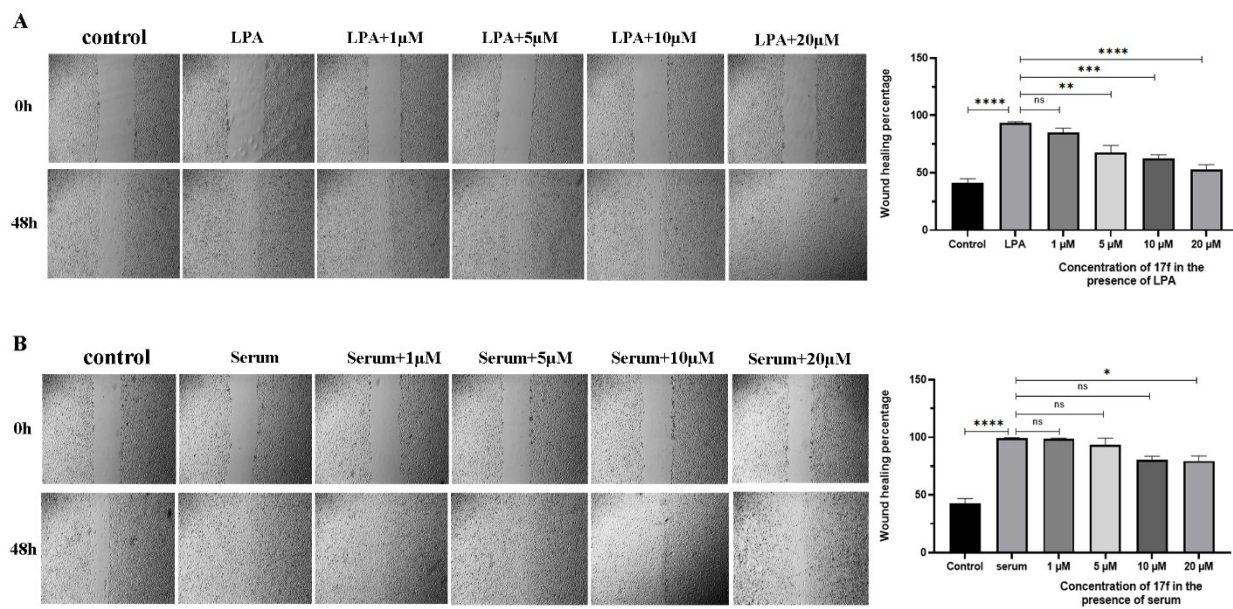 A
control LPA LPA+1μM LPA+5μM LPA+10μM LPA+20μM
0h
48h
Wound healing percentage
150
100
50
0
****
***
**
**** ns
Control LPA 1 μM 5 μM 10 μM 20 μM
Concentration of 17f in the
presence of LPA
B
control Serum Serum+1μM Serum+5μM Serum+10μM Serum+20μM
0h
48h
Wound healing percentage
150
100
50
0
*
ns
ns
**** ns
Control serum 1 μM 5 μM 10 μM 20 μM
Concentration of 17f in the
presence of serum